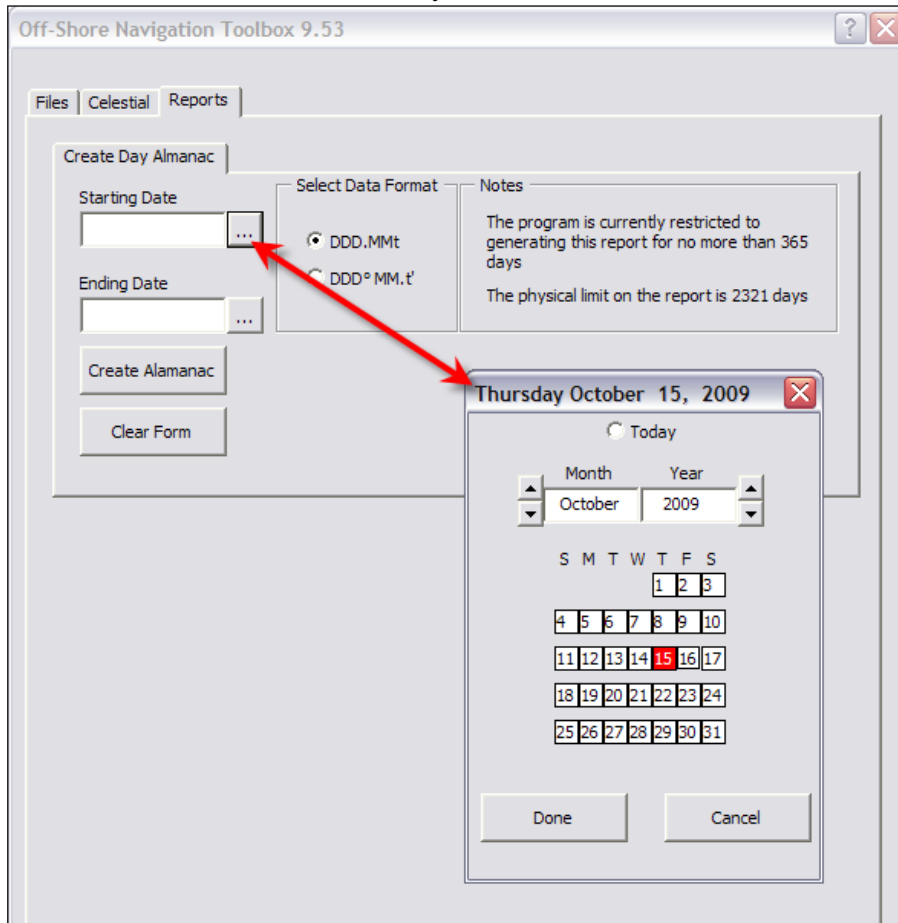 Off-Shore Navigation Toolbox 9.53
?
Files Celestial Reports
Create Day Almanac
Starting Date
...
Ending Date
...
Create Alamanac
Clear Form
Select Data Format
DDD.MMt
DDD° MM.t'
Notes
The program is currently restricted to
generating this report for no more than 365
days
The physical limit on the report is 2321 days
Thursday October 15, 2009
Today
Month Year
October 2009
S M T W T F S
1 2 3
4 5 6 7 8 9 10
11 12 13 14 15 16 17
18 19 20 21 22 23 24
25 26 27 28 29 30 31
Done Cancel